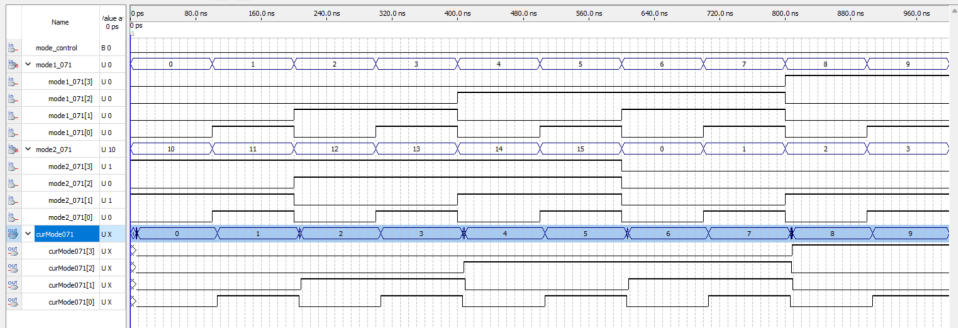 Name
/alue a
0 ps
0 ps 80.0 ns 160.0 ns 240.0 ns 320.0 ns 400.0 ns 480.0 ns 560.0 ns 640.0 ns 720.0 ns 800.0 ns 880.0 ns 960.0 ns
0 ps
mode_control B 0
mode1_071 U 0 0 1 2 3 4 5 6 7 8 9
mode1_071[3] U 0
mode1_071[2] U 0
mode1_071[1] U 0
mode1_071[0] U 0
mode2_071 U 10 10 11 12 13 14 15 0 1 2 3
mode2_071[3] U 1
mode2_071[2] U 0
mode2_071[1] U 1
mode2_071[0] U 0
curMode071 U X 0 1 2 3 4 5 6 7 8 9
curMode071[3] U X
curMode071[2] U X
curMode071[1] U X
curMode071[0] U X